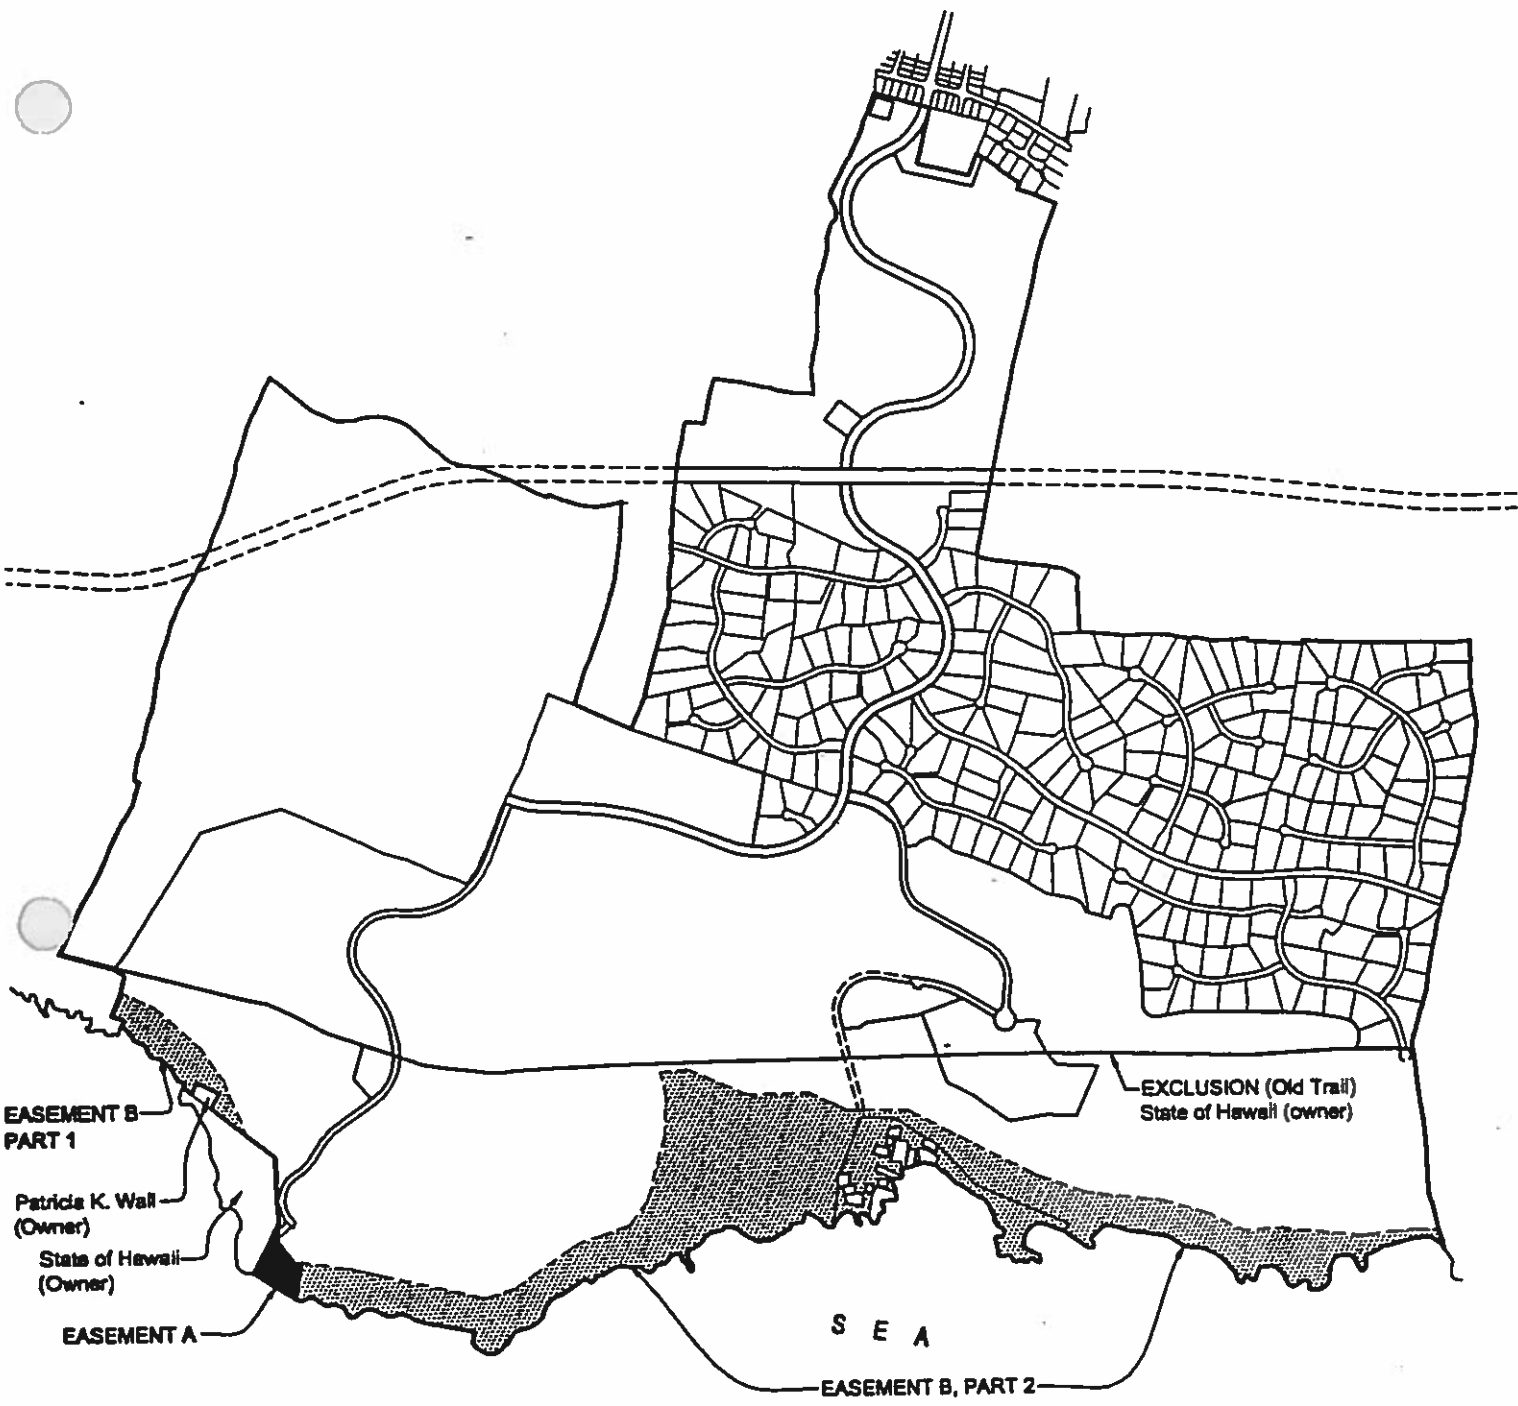 EXCLUSION (Old Trail)
State of Hawaii (owner)
EASEMENT B
PART 1
Patricia K. Wall
(Owner)
State of Hawaii
(Owner)
EASEMENT A
SEA
EASEMENT B, PART 2